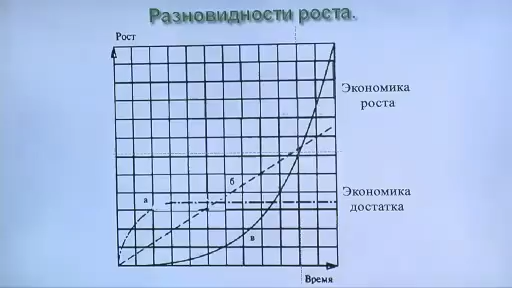 Разновидности роста.
Рост
Экономика
роста
б
а
Экономика
достатка
в
Время